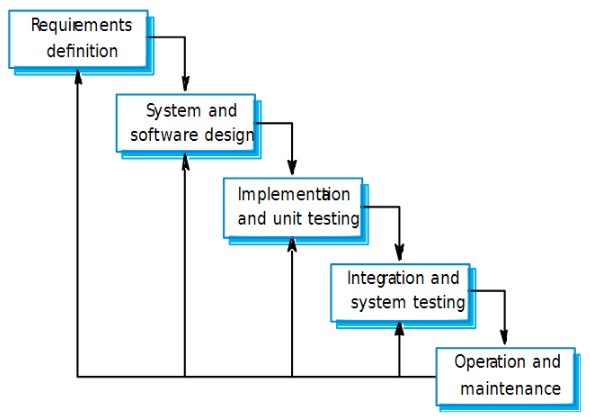 Requirements
definition
System and
software design
Implementation
and unit testing
Integration and
system testing
Operation and
maintenance